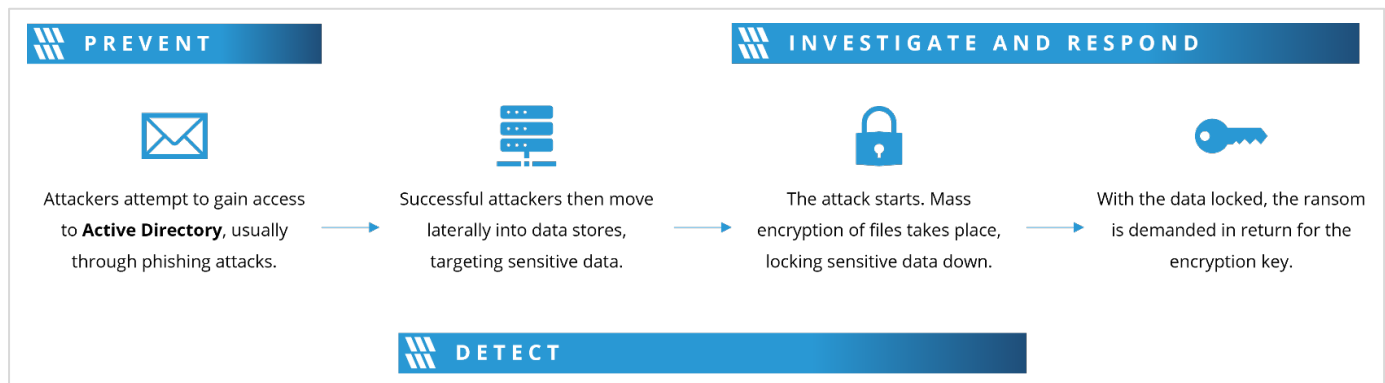 PREVENT
INVESTIGATE AND RESPOND
Attackers attempt to gain access
to Active Directory, usually
through phishing attacks.
Successful attackers then move
laterally into data stores,
targeting sensitive data.
The attack starts. Mass
encryption of files takes place,
locking sensitive data down.
With the data locked, the ransom
is demanded in return for the
encryption key.
DETECT